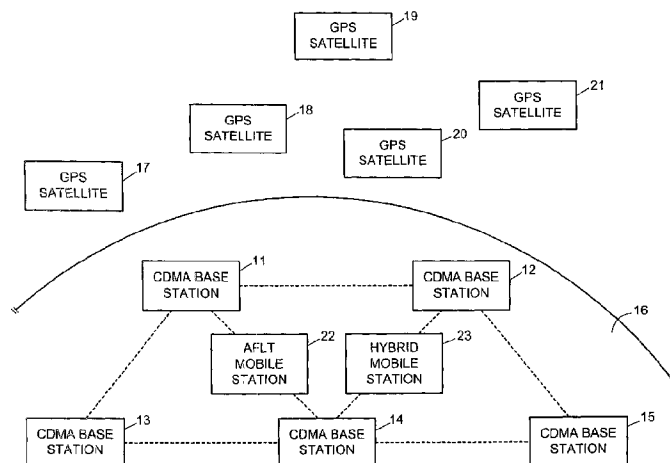 GPS
SATELLITE
19
GPS
SATELLITE
21
GPS
SATELLITE
18
GPS
SATELLITE
20
GPS
SATELLITE
17
CDMA BASE
STATION
11
CDMA BASE
STATION
12
16
AFLT
MOBILE
STATION
22
HYBRID
MOBILE
STATION
23
CDMA BASE
STATION
13
CDMA BASE
STATION
14
CDMA BASE
STATION
15